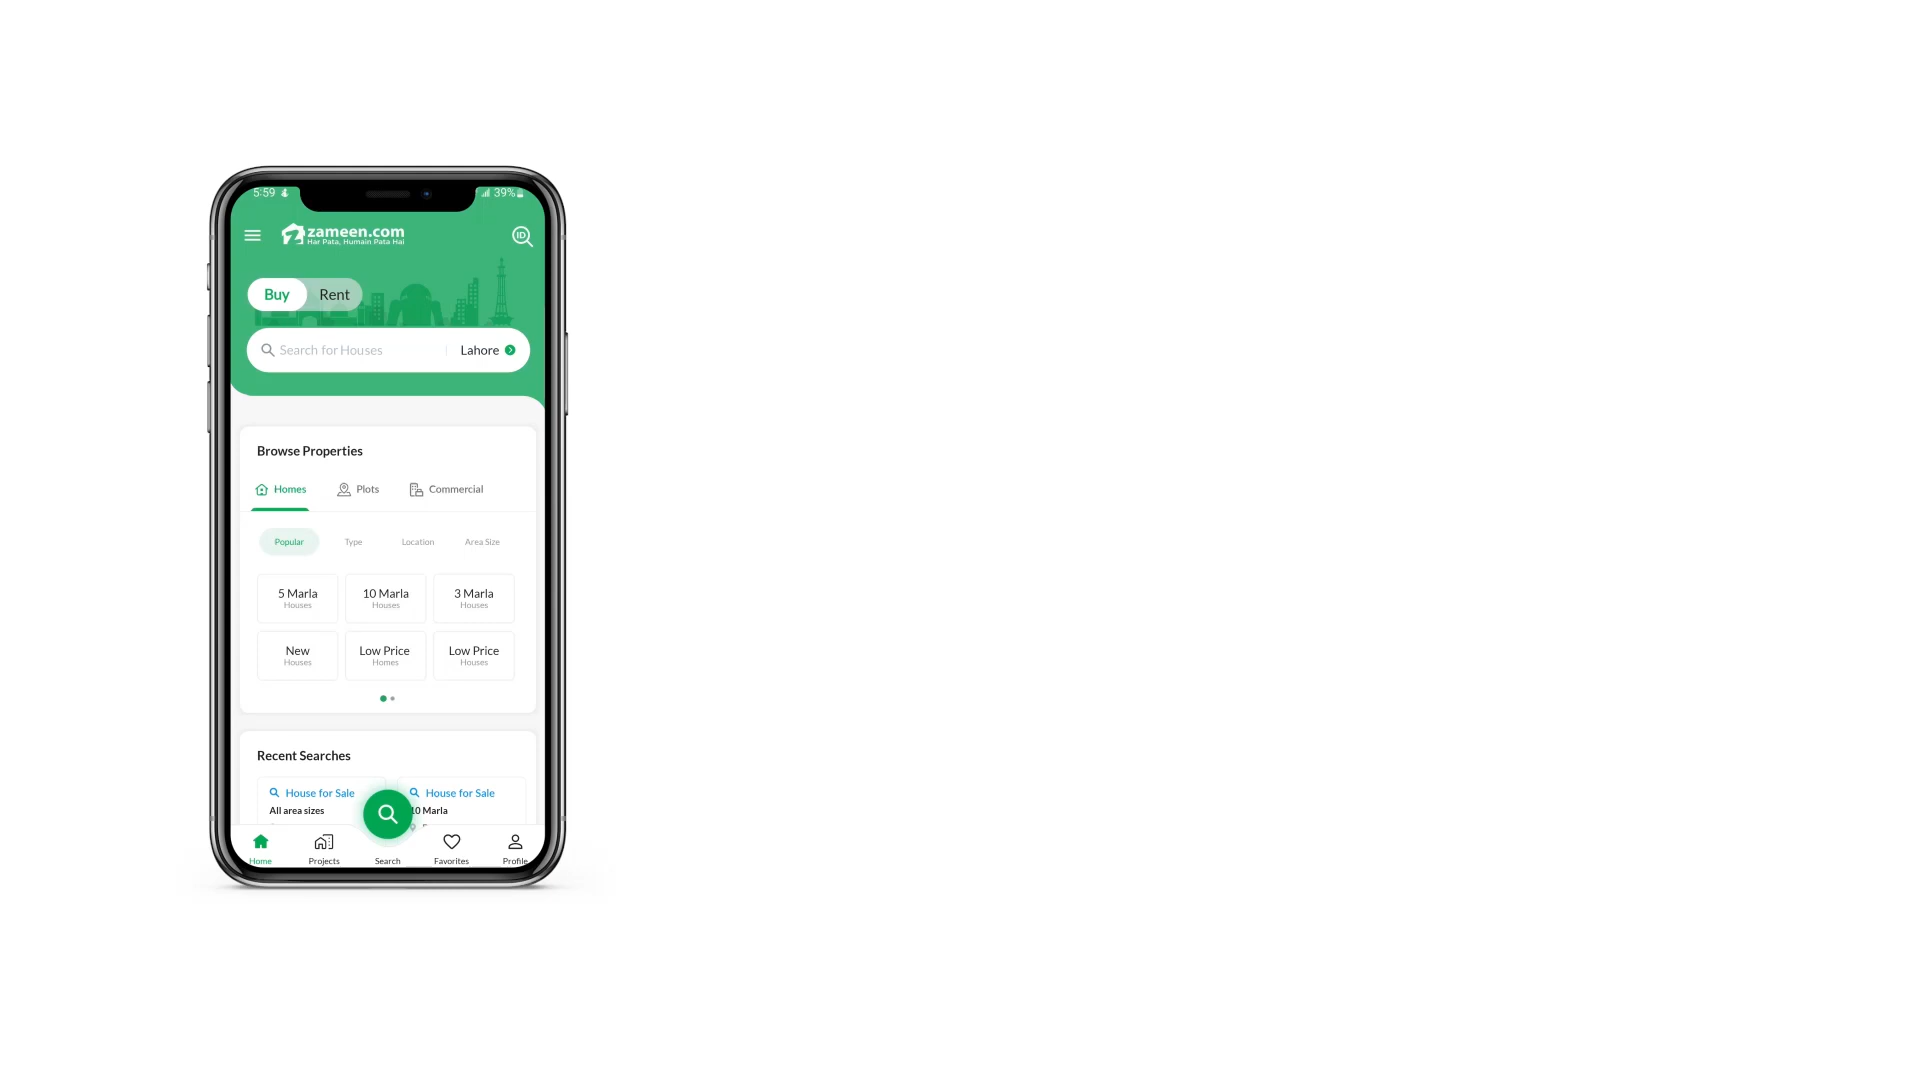 5:59 39%
zameen.com
Har Pata, Humain Pata Hai
ID
Buy Rent
Search for Houses Lahore
Browse Properties
Homes Plots Commercial
Popular Type Location Area Size
5 Marla 10 Marla 3 Marla
Houses Houses Houses
New Low Price Low Price
Houses Homes Houses
Recent Searches
House for Sale House for Sale
All area sizes 10 Marla
Home Projects Search Favorites Profile